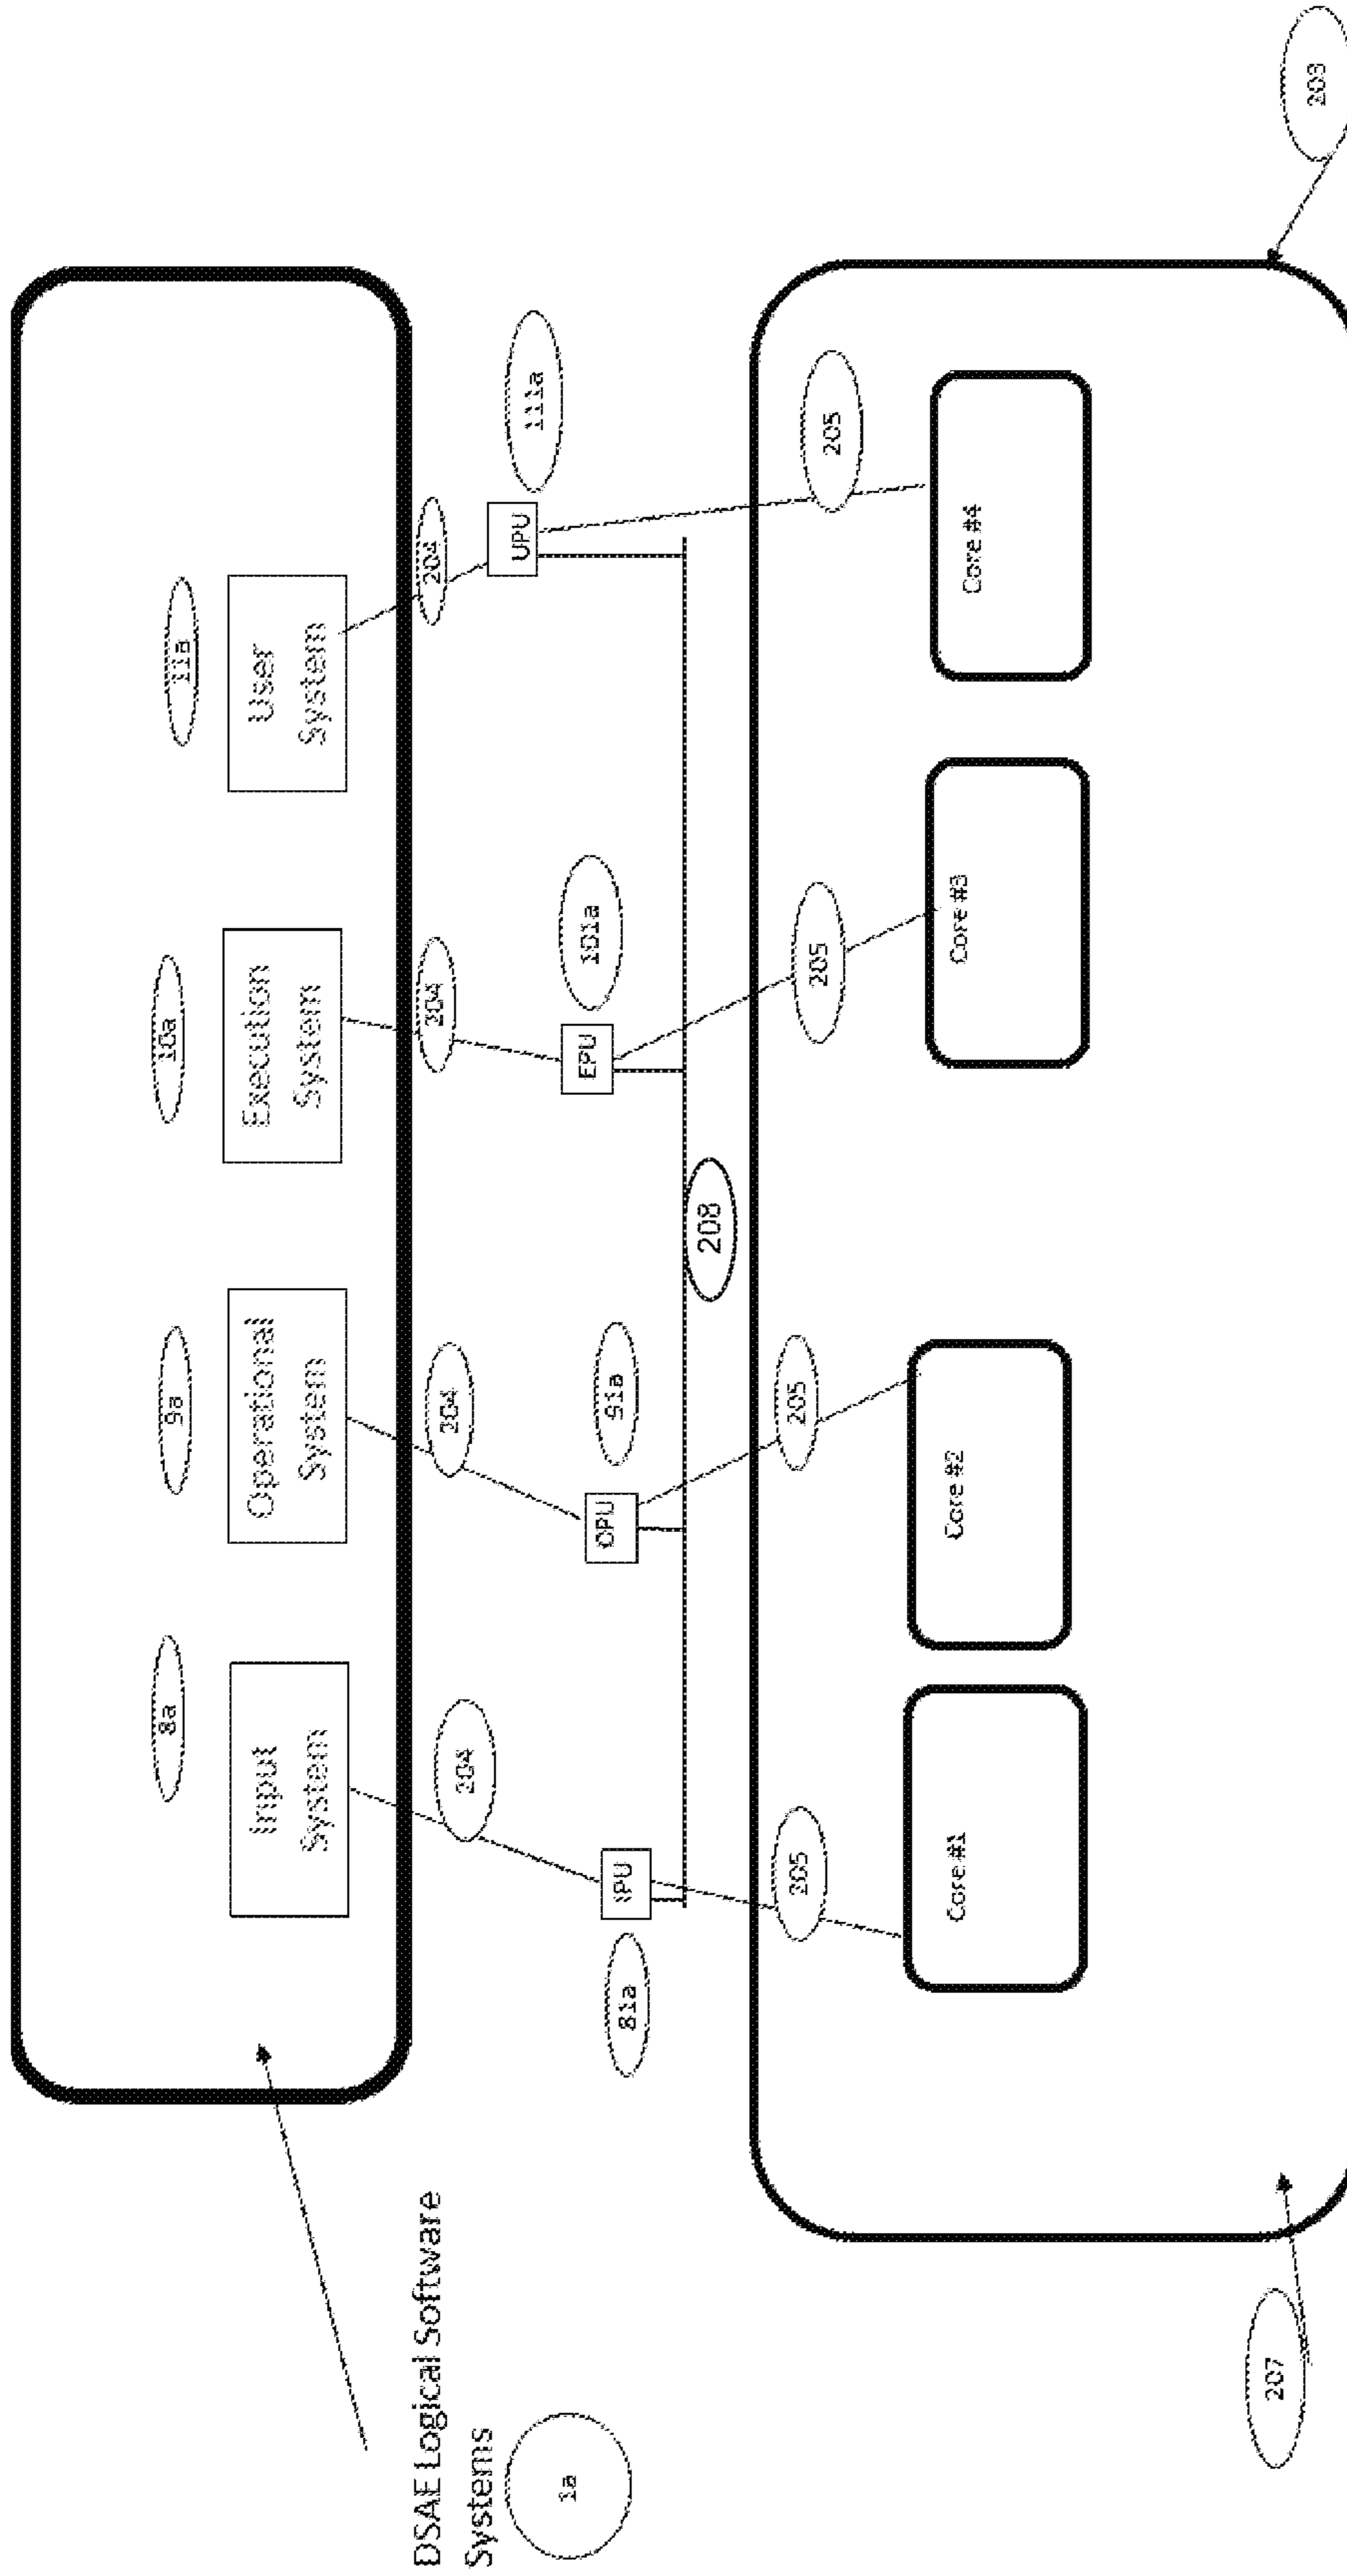 8a
9a
10a
11a
Input
System
Operational
System
Execution
System
User
System
DSAE Logical Software
Systems
1a
204
204
204
204
81a
IPU
OPU
91a
EPU
101a
UPU
111a
208
205
205
205
205
Core #1
Core #2
Core #3
Core #4
207
203